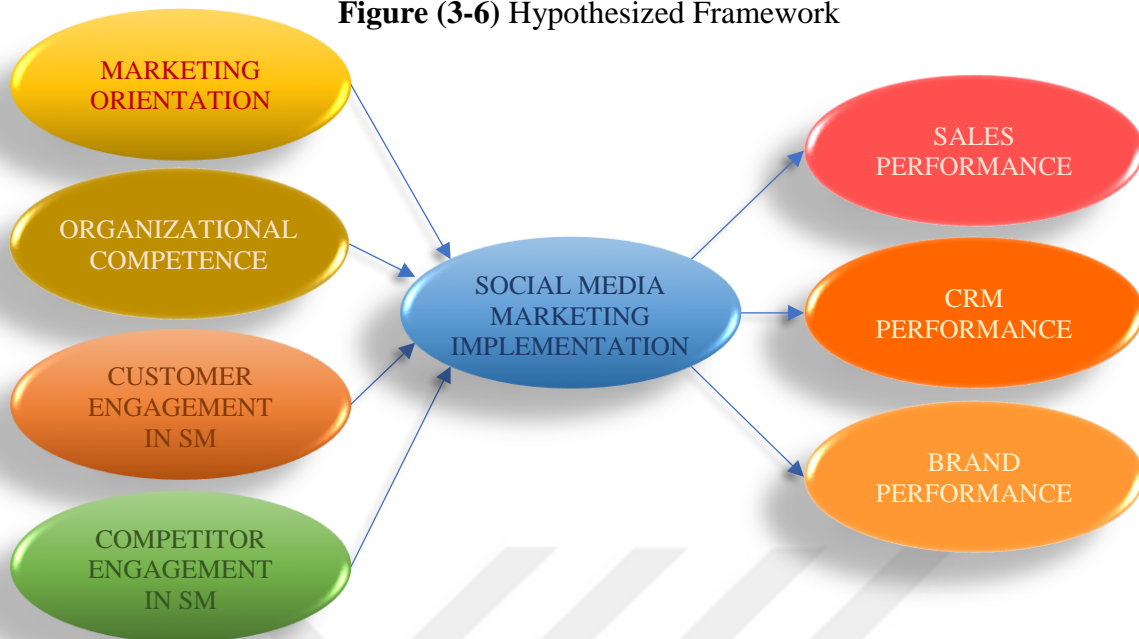 Figure (3-6) Hypothesized Framework
MARKETING
ORIENTATION
ORGANIZATIONAL
COMPETENCE
CUSTOMER
ENGAGEMENT
IN SM
COMPETITOR
ENGAGEMENT
IN SM
SOCIAL MEDIA
MARKETING
IMPLEMENTATION
SALES
PERFORMANCE
CRM
PERFORMANCE
BRAND
PERFORMANCE